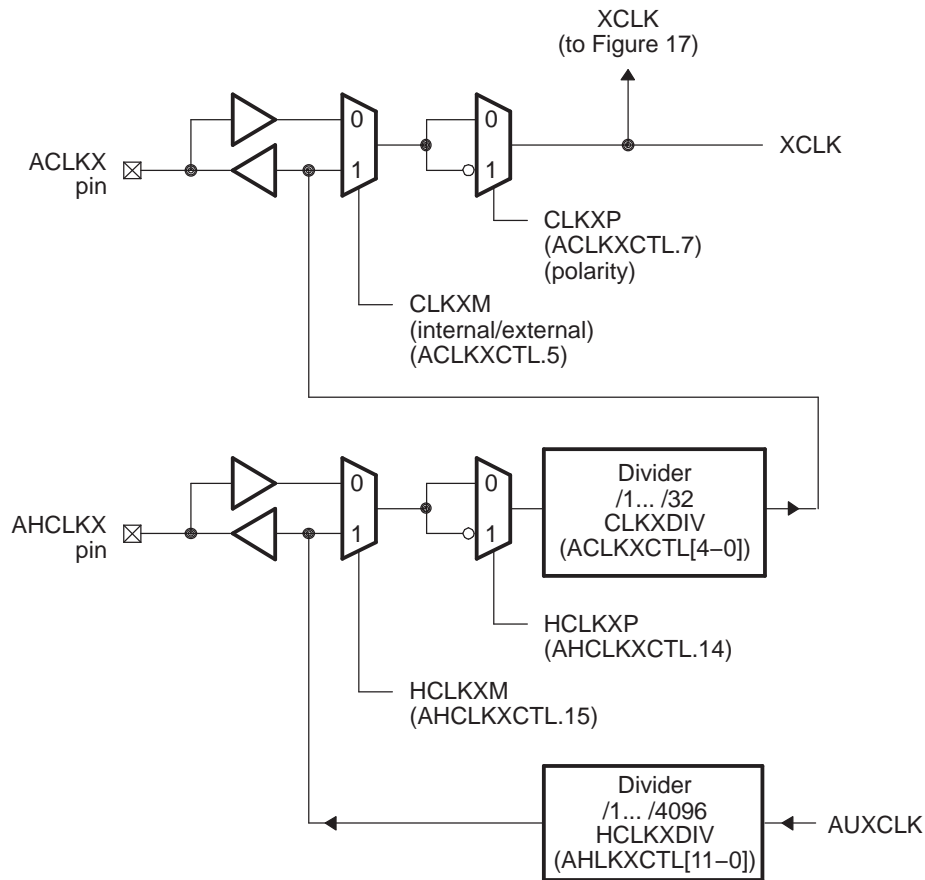 XCLK
(to Figure 17)
0
1
0
1
ACLKX
pin
XCLK
CLKXP
(ACLKXCTL.7)
(polarity)
CLKXM
(internal/external)
(ACLKXCTL.5)
0
1
0
1
Divider
/1... /32
CLKXDIV
(ACLKXCTL[4−0])
AHCLKX
pin
HCLKXP
(AHCLKXCTL.14)
HCLKXM
(AHCLKXCTL.15)
Divider
/1... /4096
HCLKXDIV
(AHLKXCTL[11−0])
AUXCLK